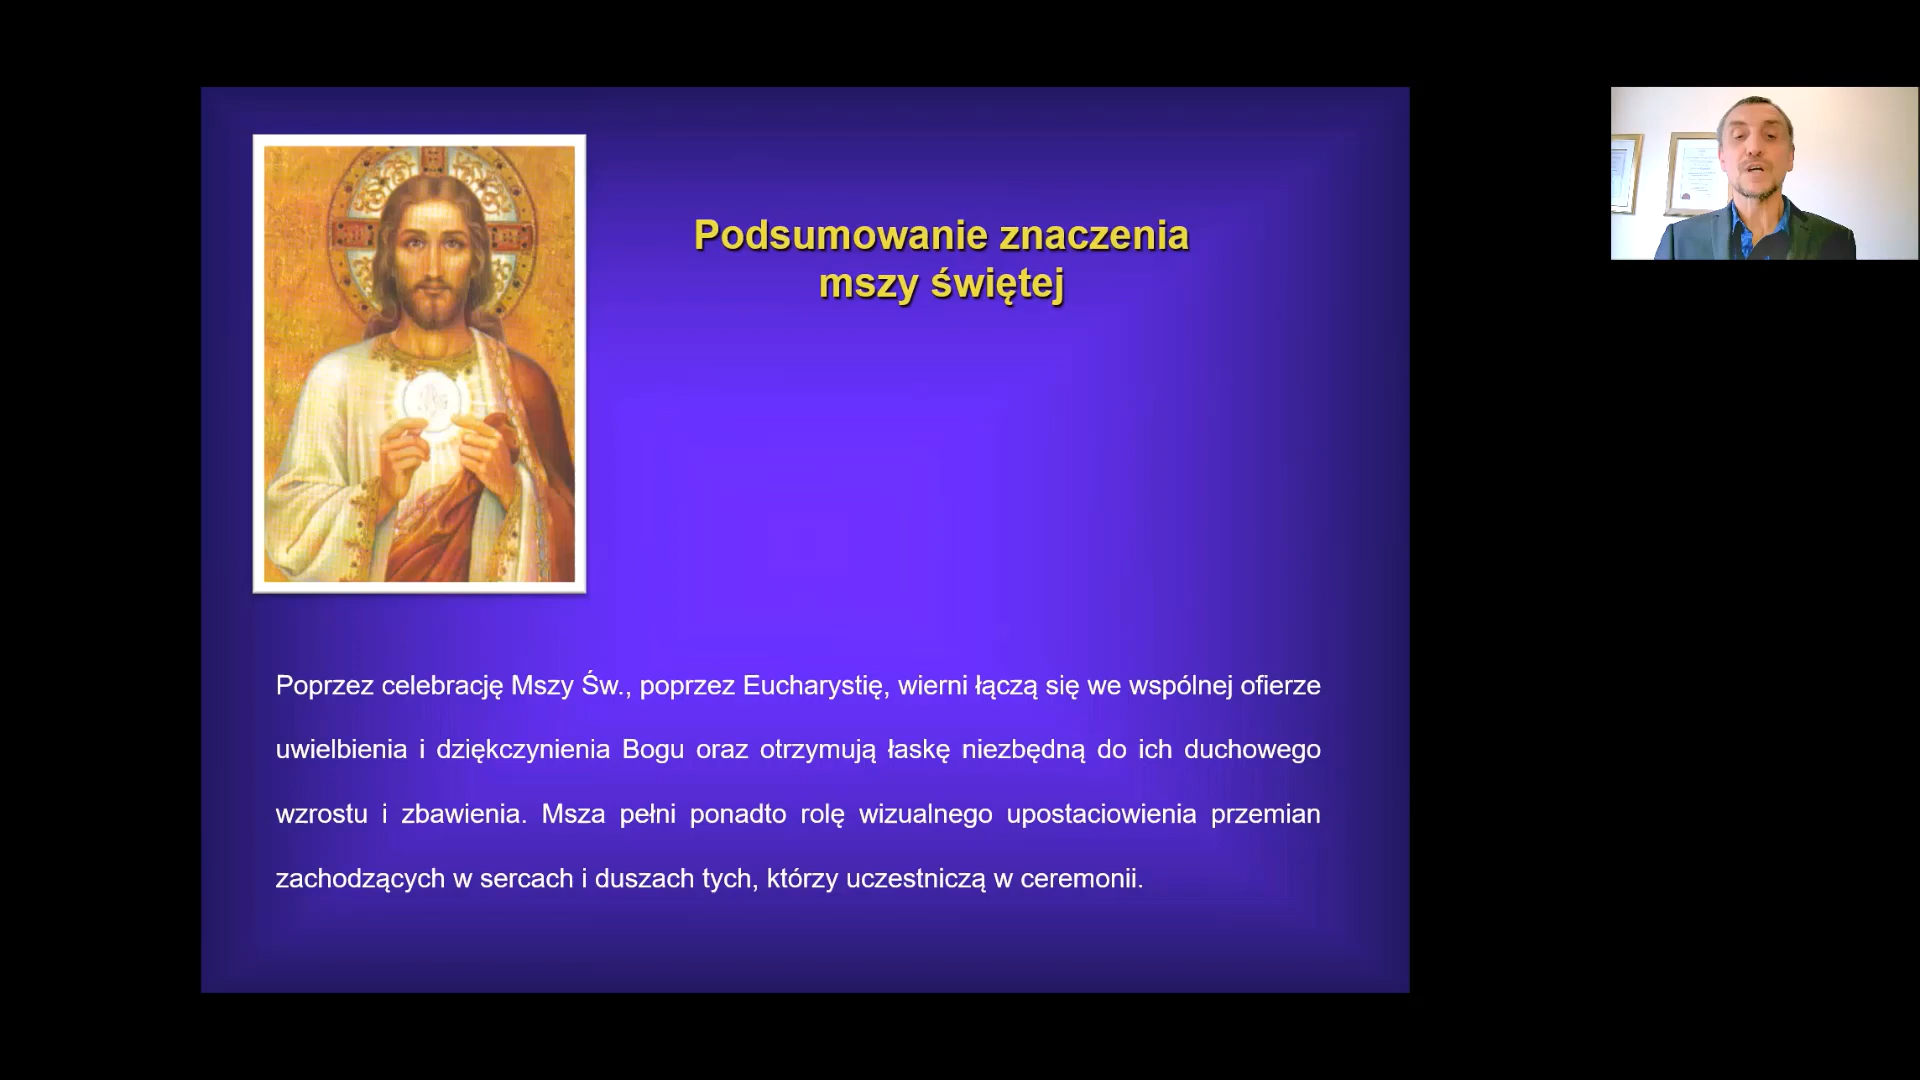 Podsumowanie znaczenia
mszy świętej
Poprzez celebrację Mszy Św., poprzez Eucharystię, wierni łączą się we wspólnej ofierze
uwielbienia i dziękczynienia Bogu oraz otrzymują łaskę niezbędną do ich duchowego
wzrostu i zbawienia. Msza pełni ponadto rolę wizualnego upostaciowienia przemian
zachodzących w sercach i duszach tych, którzy uczestniczą w ceremonii.